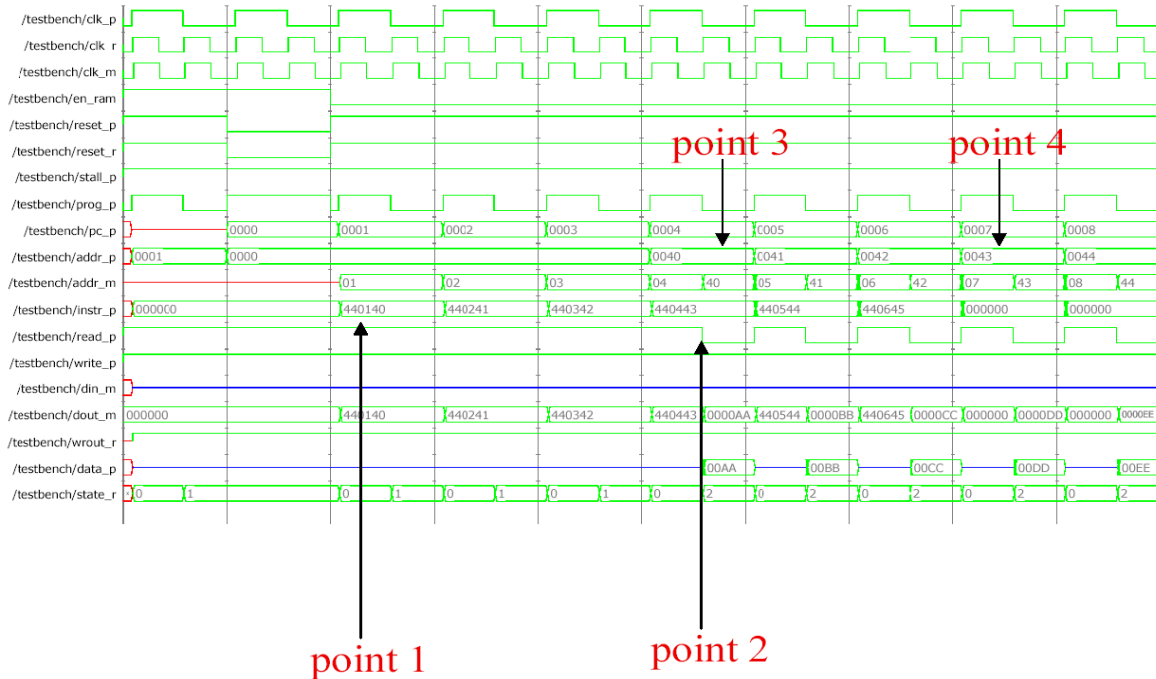 /testbench/clk_p
/testbench/clk_r
/testbench/clk_m
/testbench/en_ram
/testbench/reset_p
/testbench/reset_r
point 3 point 4
/testbench/stall_p
/testbench/prog_p
/testbench/pc_p 0000 0001 0002 0003 0004 0005 0006 0007 0008
/testbench/addr_p 0001 0000 0040 0041 0042 0043 0044
/testbench/addr_m 01 02 03 04 40 05 41 06 42 07 43 08 44
/testbench/instr_p 000000 440140 440241 440342 440443 440544 440645 000000 000000
/testbench/read_p
/testbench/write_p
/testbench/din_m
/testbench/dout_m 000000 440140 440241 440342 440443 0000AA 440544 0000BB 440645 0000CC 000000 0000DD 000000 0000EE
/testbench/wrout_r
/testbench/data_p 00AA 00BB 00CC 00DD 00EE
/testbench/state_r 0 1 0 1 0 1 0 1 0 2 0 2 0 2 0 2 0 2
point 1 point 2